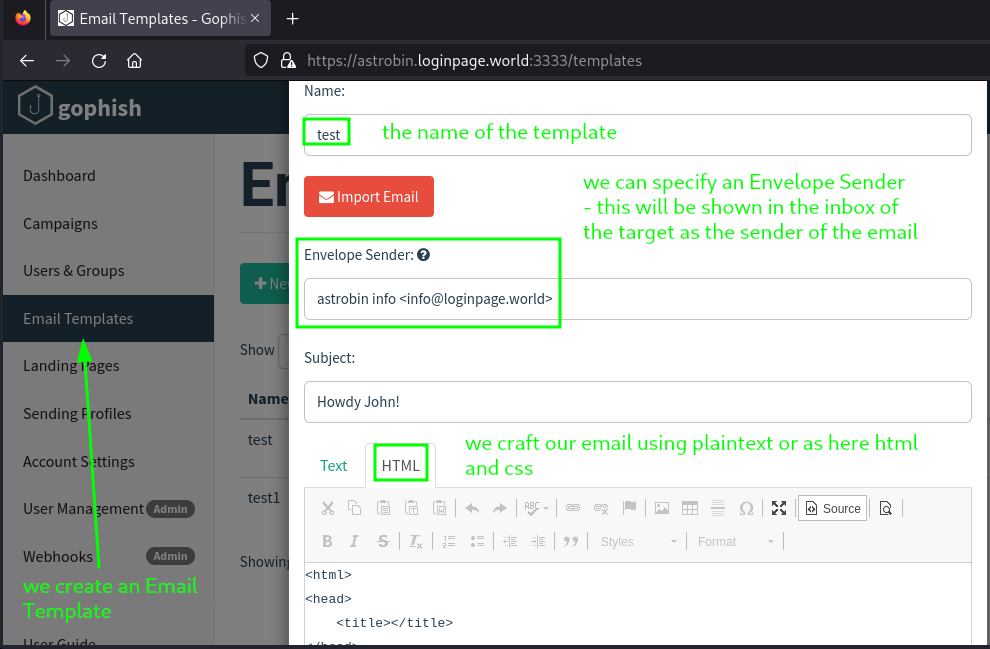 Email Templates - Gophis
https://astrobin.loginpage.world:3333/templates
gophish
Dashboard
Campaigns
Users & Groups
Email Templates
Landing Pages
Sending Profiles
Account Settings
User Management Admin
Webhooks Admin
we create an Email
Template
User Guide
Em
Show
Name
test
test1
Showing
Name:
test
the name of the template
Import Email
we can specify an Envelope Sender
- this will be shown in the inbox of
the target as the sender of the email
Envelope Sender:
astrobin info <info@loginpage.world>
Subject:
Howdy John!
we craft our email using plaintext or as here html
and css
Text HTML
ABC
Source
B I S Tx Styles Format
<html>
<head>
<title></title>
</head>